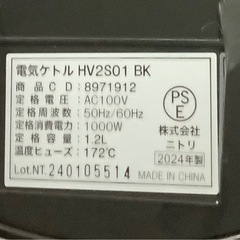 電気ケトル HV2S01 BK
商品CD：8971912
定格電圧：AC100V
定格周波数：50Hz/60Hz
定格消費電力：1000W
定格容量：1.2L
温度ヒューズ：172℃
Lot.NT.240105514
PS
E
株式会社
ニトリ
2024年製
MADE IN CHINA